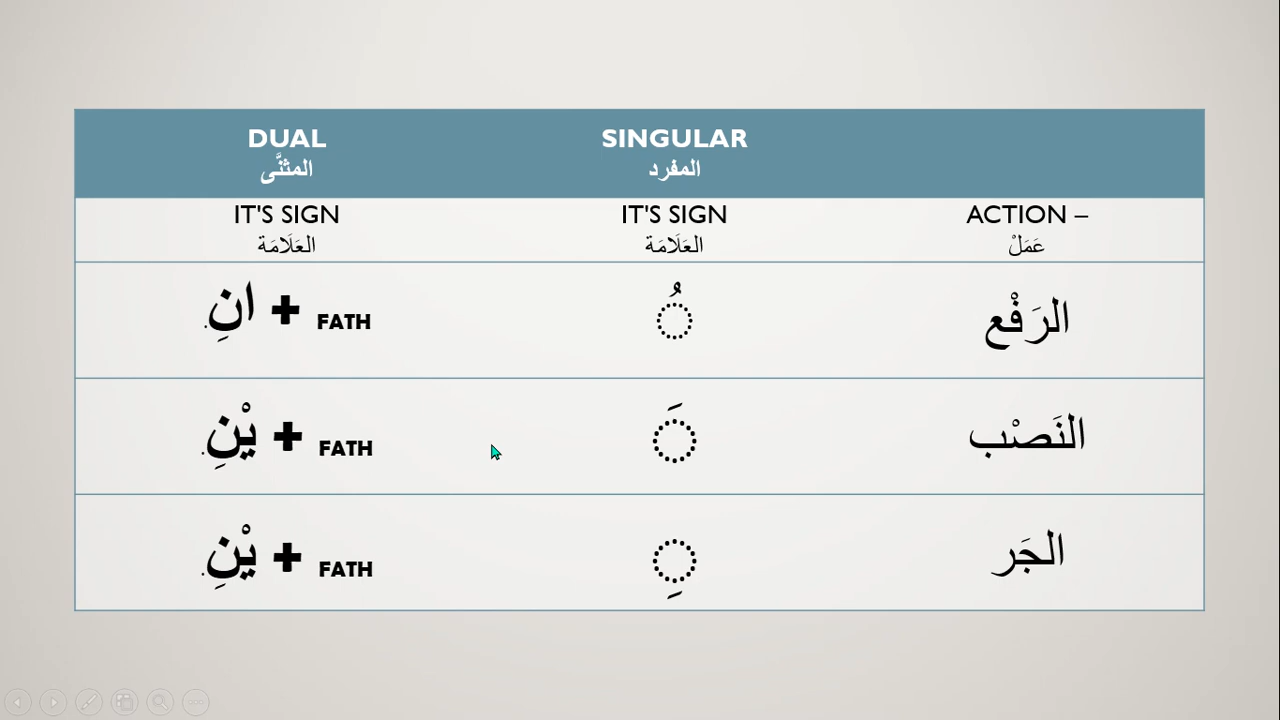 DUAL
المثنَّى
SINGULAR
المفرد
IT'S SIGN
العَلَامَة
IT'S SIGN
العَلَامَة
ACTION –
عَمَلْ
FATH + انِ.
◌ُ
الرَفْع
FATH + يْنِ.
◌َ
النَصْب
FATH + يْنِ.
◌ِ
الجَر